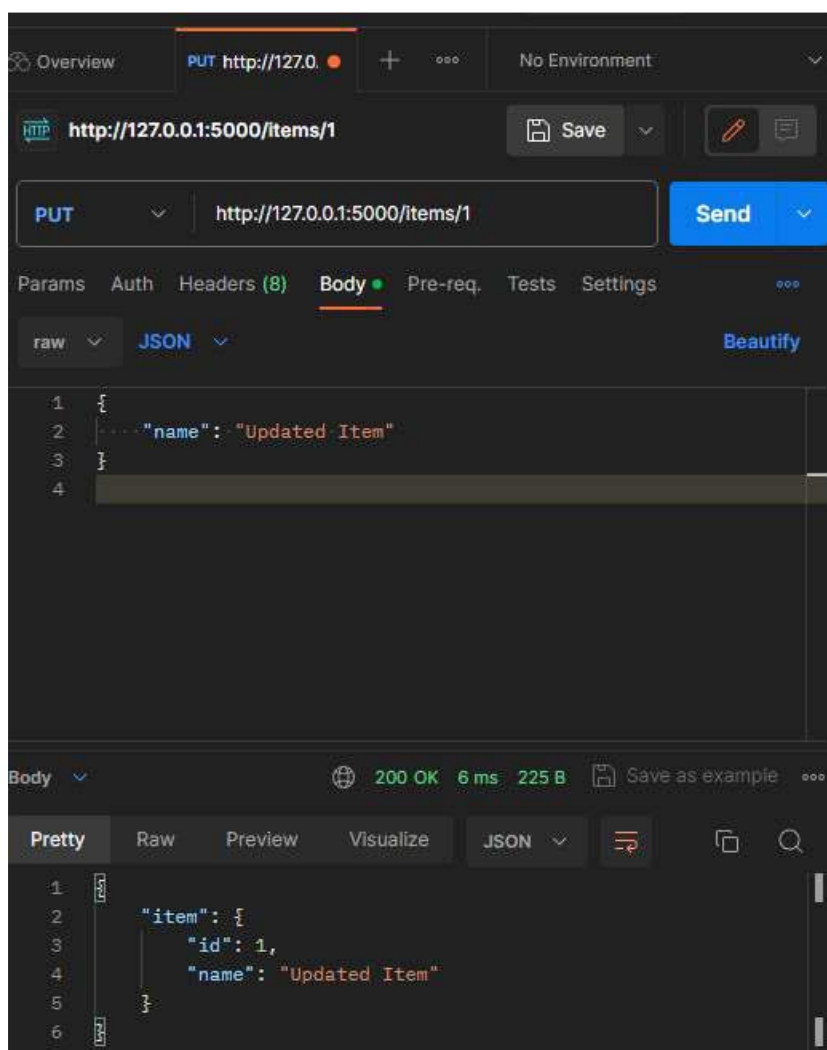 Overview PUT http://127.0. No Environment
HTTP http://127.0.0.1:5000/items/1 Save
PUT http://127.0.0.1:5000/items/1 Send
Params Auth Headers (8) Body Pre-req. Tests Settings
raw JSON Beautify
1 {
2 "name": "Updated Item"
3 }
4
Body 200 OK 6 ms 225 B Save as example
Pretty Raw Preview Visualize JSON
1 {
2 "item": {
3 "id": 1,
4 "name": "Updated Item"
5 }
6 }